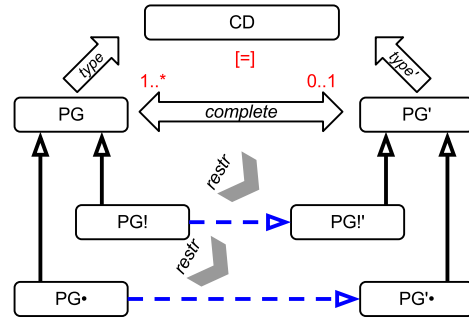 CD
type
[=]
type'
1..*
0..1
PG
complete
PG'
restr
PG!
PG!'
restr
PG•
PG'•